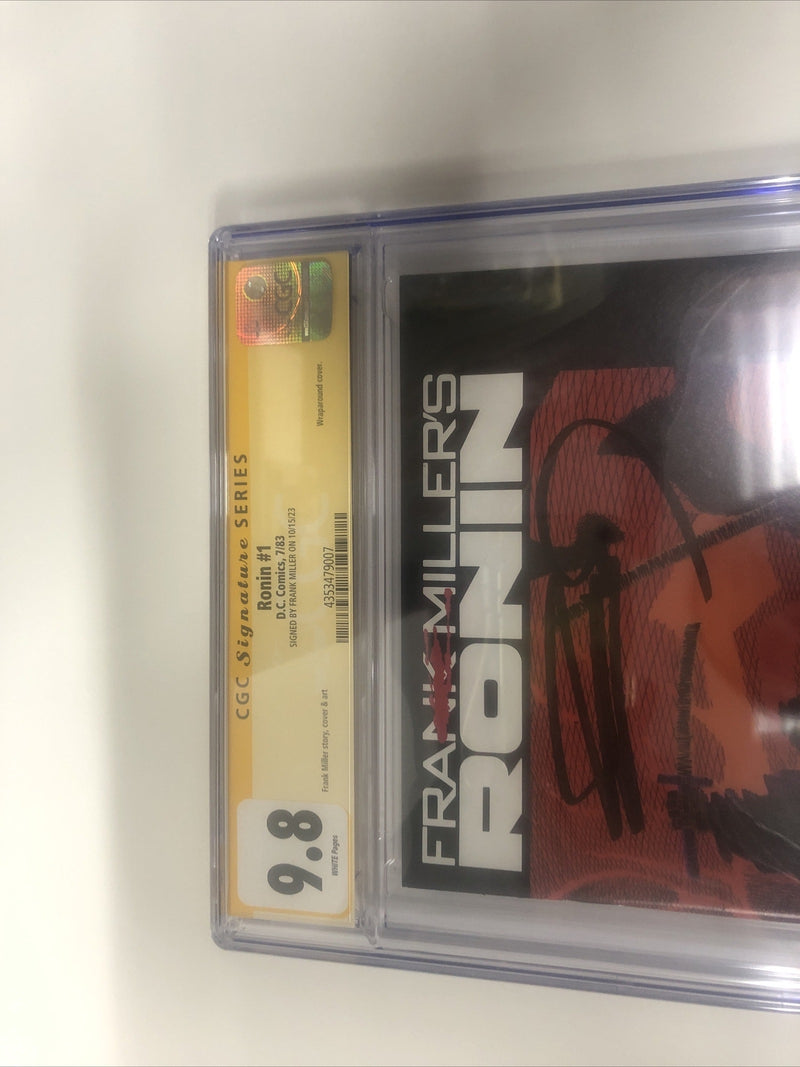 CGC Signature SERIES
Ronin #1
D.C. Comics, 7/83
SIGNED BY FRANK MILLER ON 10/15/23
9.8
WHITE Pages
Frank Miller story, cover & art
4353479007
Wraparound cover.
CGC
FRANK MILLER'S
RONIN